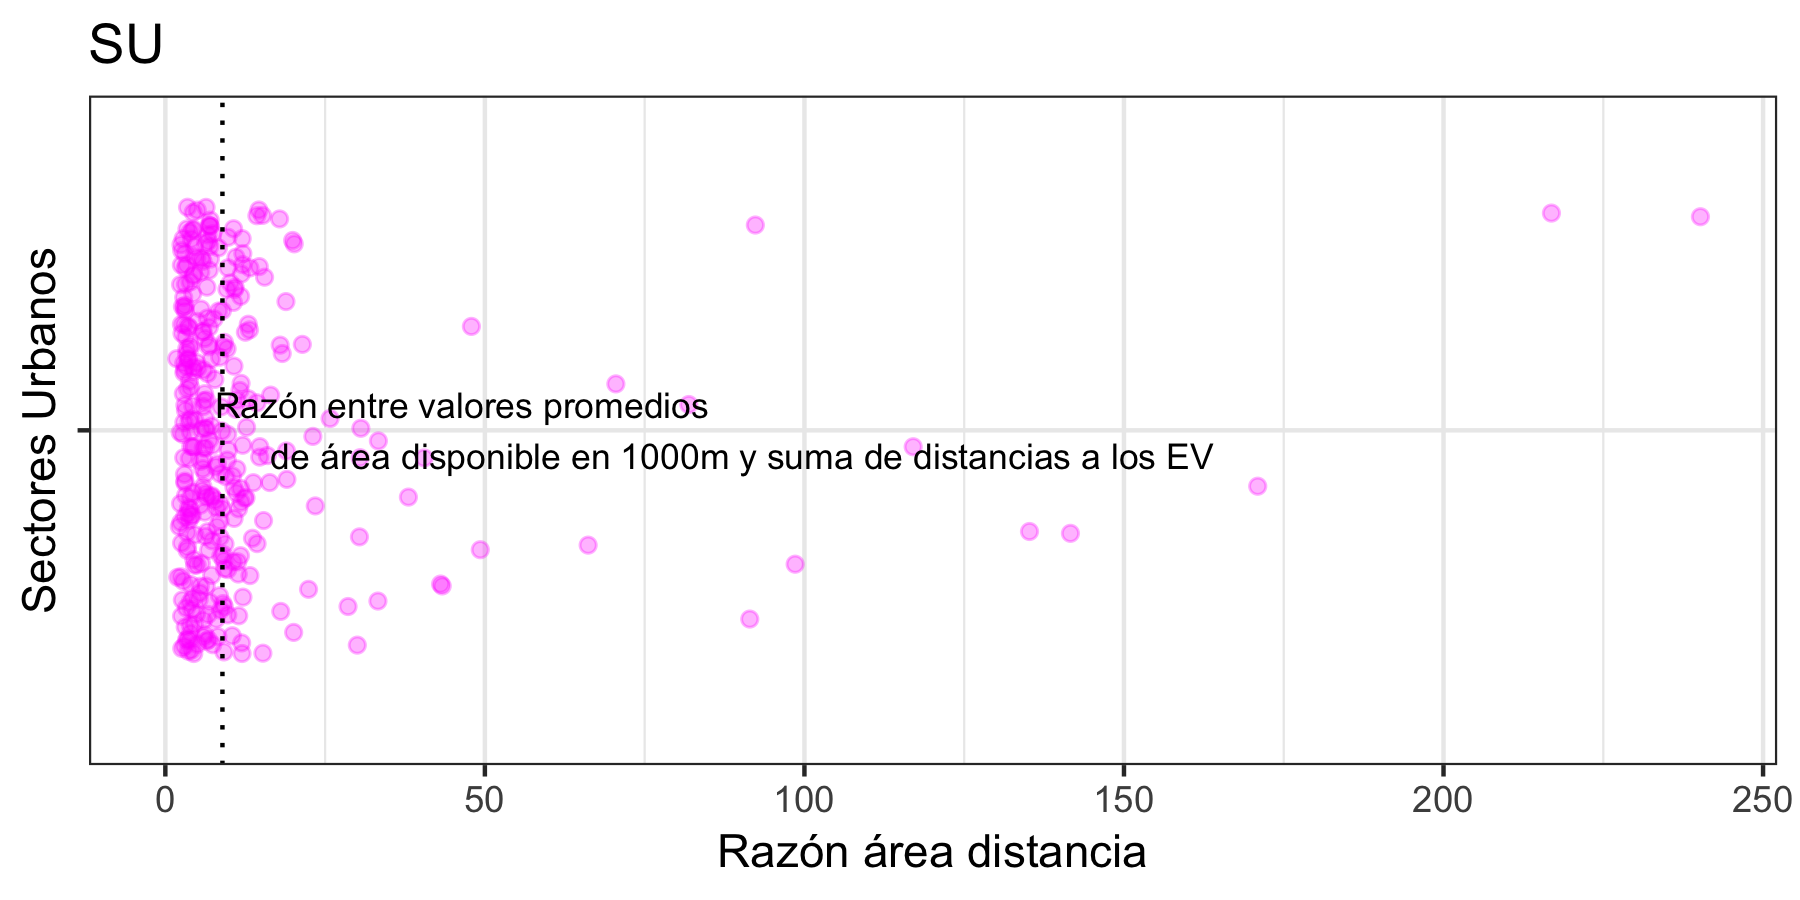 SU
Sectores Urbanos
Razón entre valores promedios
de área disponible en 1000m y suma de distancias a los EV
0 50 100 150 200 250
Razón área distancia